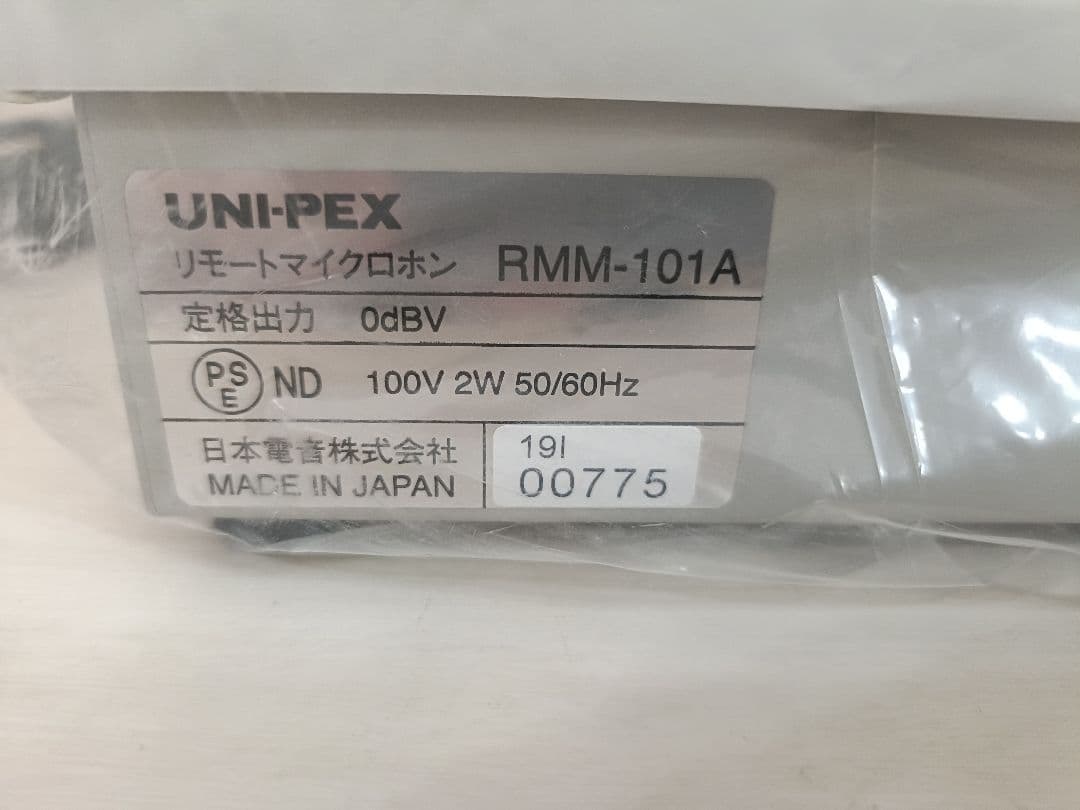 UNI-PEX
リモートマイクロホン RMM-101A
定格出力 0dBV
PSE ND 100V 2W 50/60Hz
日本電音株式会社
MADE IN JAPAN
19I
00775